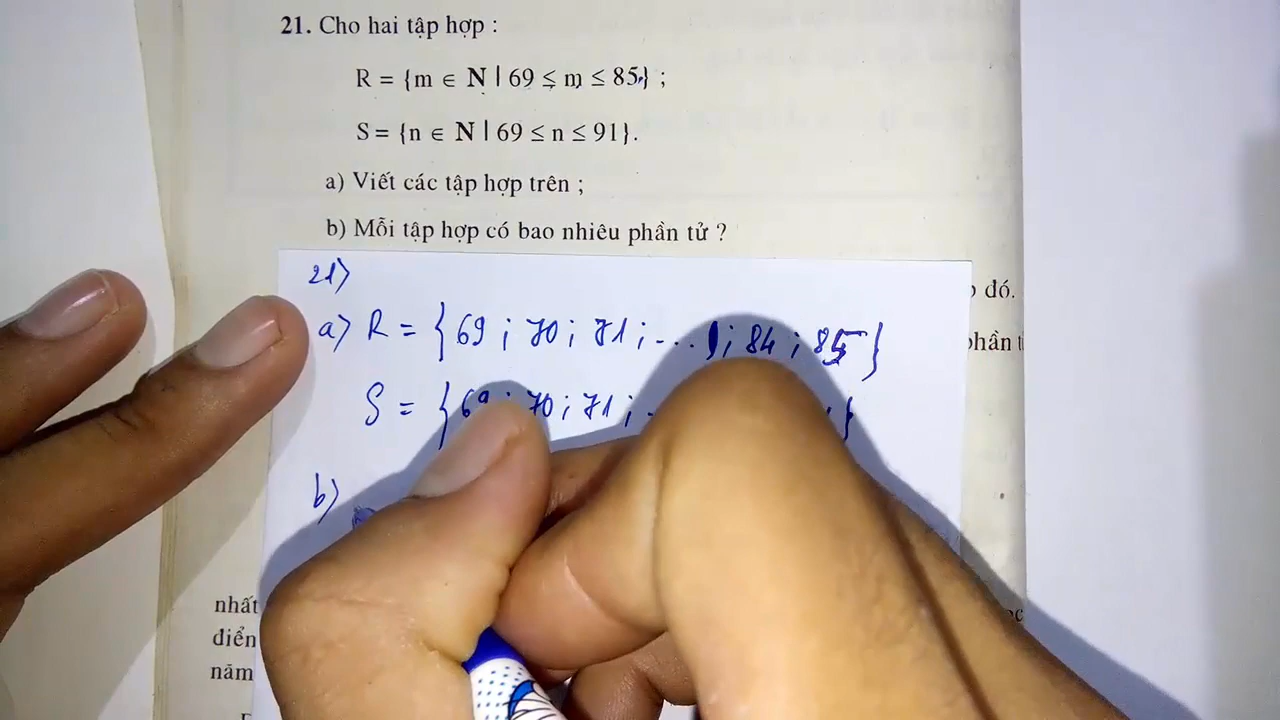 21. Cho hai tập hợp :
R = {m ∈ N | 69 ≤ m ≤ 85} ;
S = {n ∈ N | 69 ≤ n ≤ 91}.
a) Viết các tập hợp trên ;
b) Mỗi tập hợp có bao nhiêu phần tử ?
21)
đó.
a) R = {69 ; 70 ; 71 ; ... ; 84 ; 85}
phần
S = {69 ; 70 ; 71 ; }
b)
nhất
điển
năm